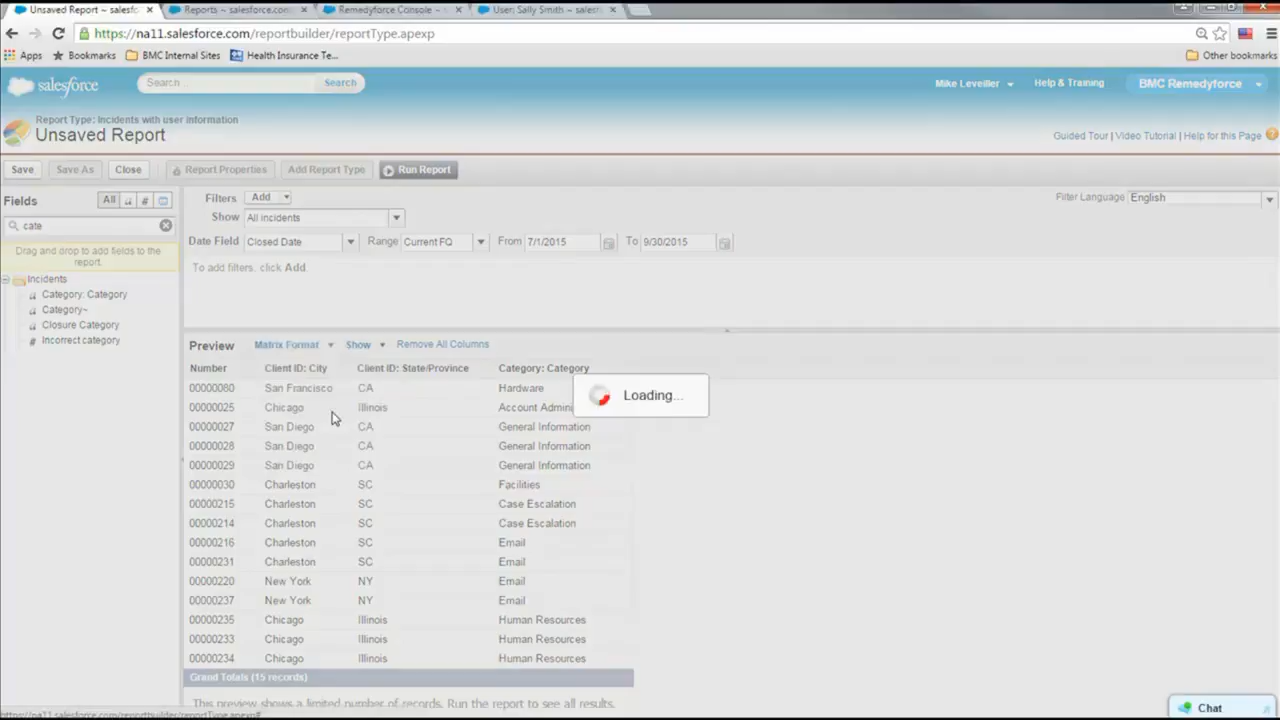 Unsaved Report ~ salesfo
Reports ~ salesforce.com
Remedyforce Console ~
User: Sally Smith ~ salesf
https://na11.salesforce.com/reportbuilder/reportType.apexp
Apps
Bookmarks
BMC Internal Sites
Health Insurance Te...
Other bookmarks
salesforce
Search...
Search
Mike Leveiller
Help & Training
BMC Remedyforce
Report Type: Incidents with user information
Unsaved Report
Guided Tour | Video Tutorial | Help for this Page
Save
Save As
Close
Report Properties
Add Report Type
Run Report
Fields
All
a
#
cate
Drag and drop to add fields to the
report.
Incidents
a Category: Category
a Category~
a Closure Category
# Incorrect category
Filters
Add
Filter Language
English
Show
All incidents
Date Field
Closed Date
Range
Current FQ
From
7/1/2015
To
9/30/2015
To add filters, click Add.
Preview
Matrix Format
Show
Remove All Columns
Number Client ID: City Client ID: State/Province Category: Category
00000080 San Francisco CA Hardware
00000025 Chicago Illinois Account Admini
00000027 San Diego CA General Information
00000028 San Diego CA General Information
00000029 San Diego CA General Information
00000030 Charleston SC Facilities
00000215 Charleston SC Case Escalation
00000214 Charleston SC Case Escalation
00000216 Charleston SC Email
00000231 Charleston SC Email
00000220 New York NY Email
00000237 New York NY Email
00000235 Chicago Illinois Human Resources
00000233 Chicago Illinois Human Resources
00000234 Chicago Illinois Human Resources
Grand Totals (15 records)
This preview shows a limited number of records. Run the report to see all results.
Loading...
https://na11.salesforce.com/reportbuilder/reportType.apexp#
Chat